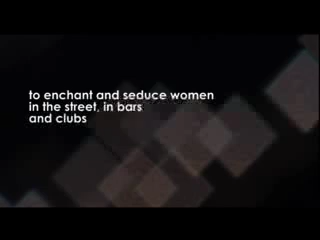 to enchant and seduce women
in the street, in bars
and clubs